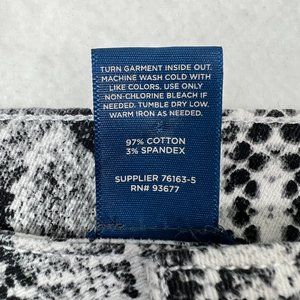 TURN GARMENT INSIDE OUT.
MACHINE WASH COLD WITH
LIKE COLORS. USE ONLY
NON-CHLORINE BLEACH IF
NEEDED. TUMBLE DRY LOW.
WARM IRON AS NEEDED.
97% COTTON
3% SPANDEX
SUPPLIER 76163-5
RN# 93677